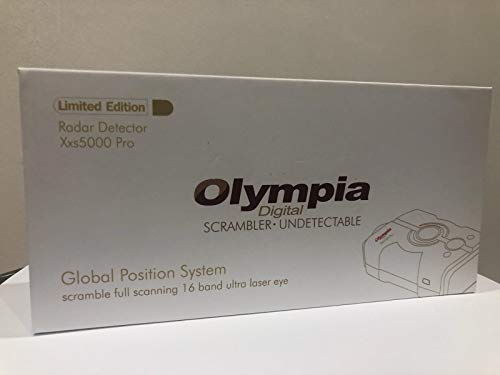 Limited Edition
Radar Detector
Xxs5000 Pro
Olympia
Digital
SCRAMBLER · UNDETECTABLE
Olympia
Global Position System
scramble full scanning 16 band ultra laser eye